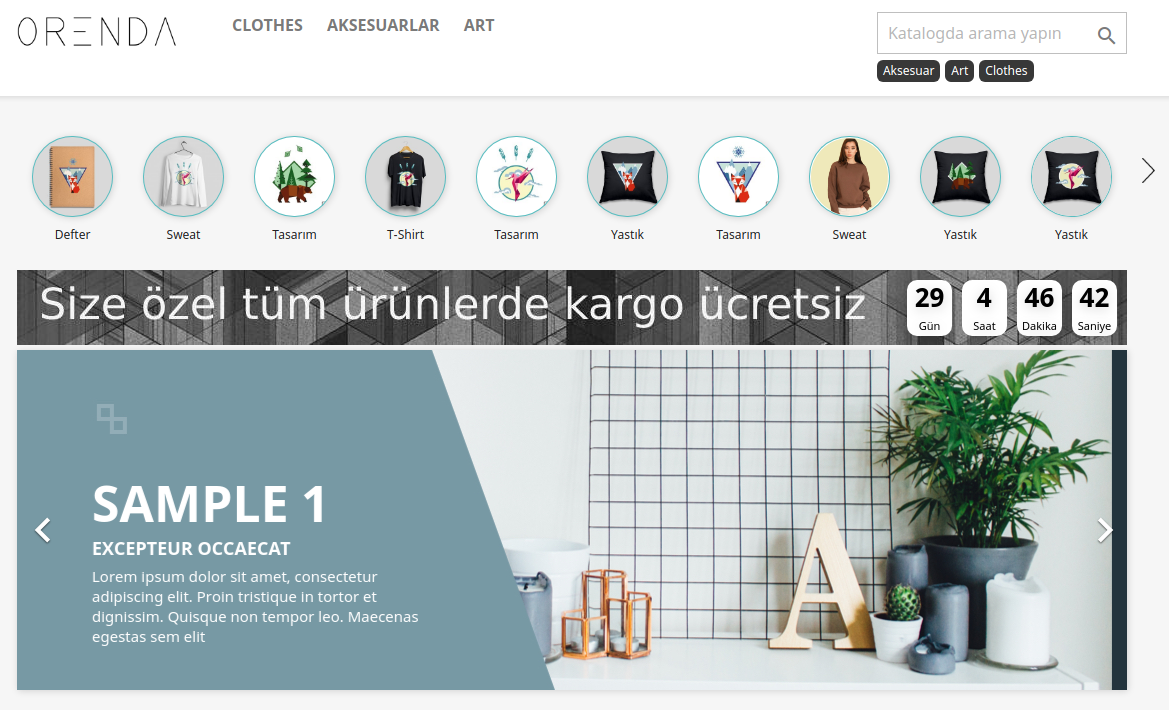 ORENDA
CLOTHES AKSESUARLAR ART
Katalogda arama yapın
Aksesuar Art Clothes
Defter Sweat Tasarım T-Shirt Tasarım Yastık Tasarım Sweat Yastık Yastık
Size özel tüm ürünlerde kargo ücretsiz
29 4 46 42
Gün Saat Dakika Saniye
SAMPLE 1
EXCEPTEUR OCCAECAT
Lorem ipsum dolor sit amet, consectetur
adipiscing elit. Proin tristique in tortor et
dignissim. Quisque non tempor leo. Maecenas
egestas sem elit
A